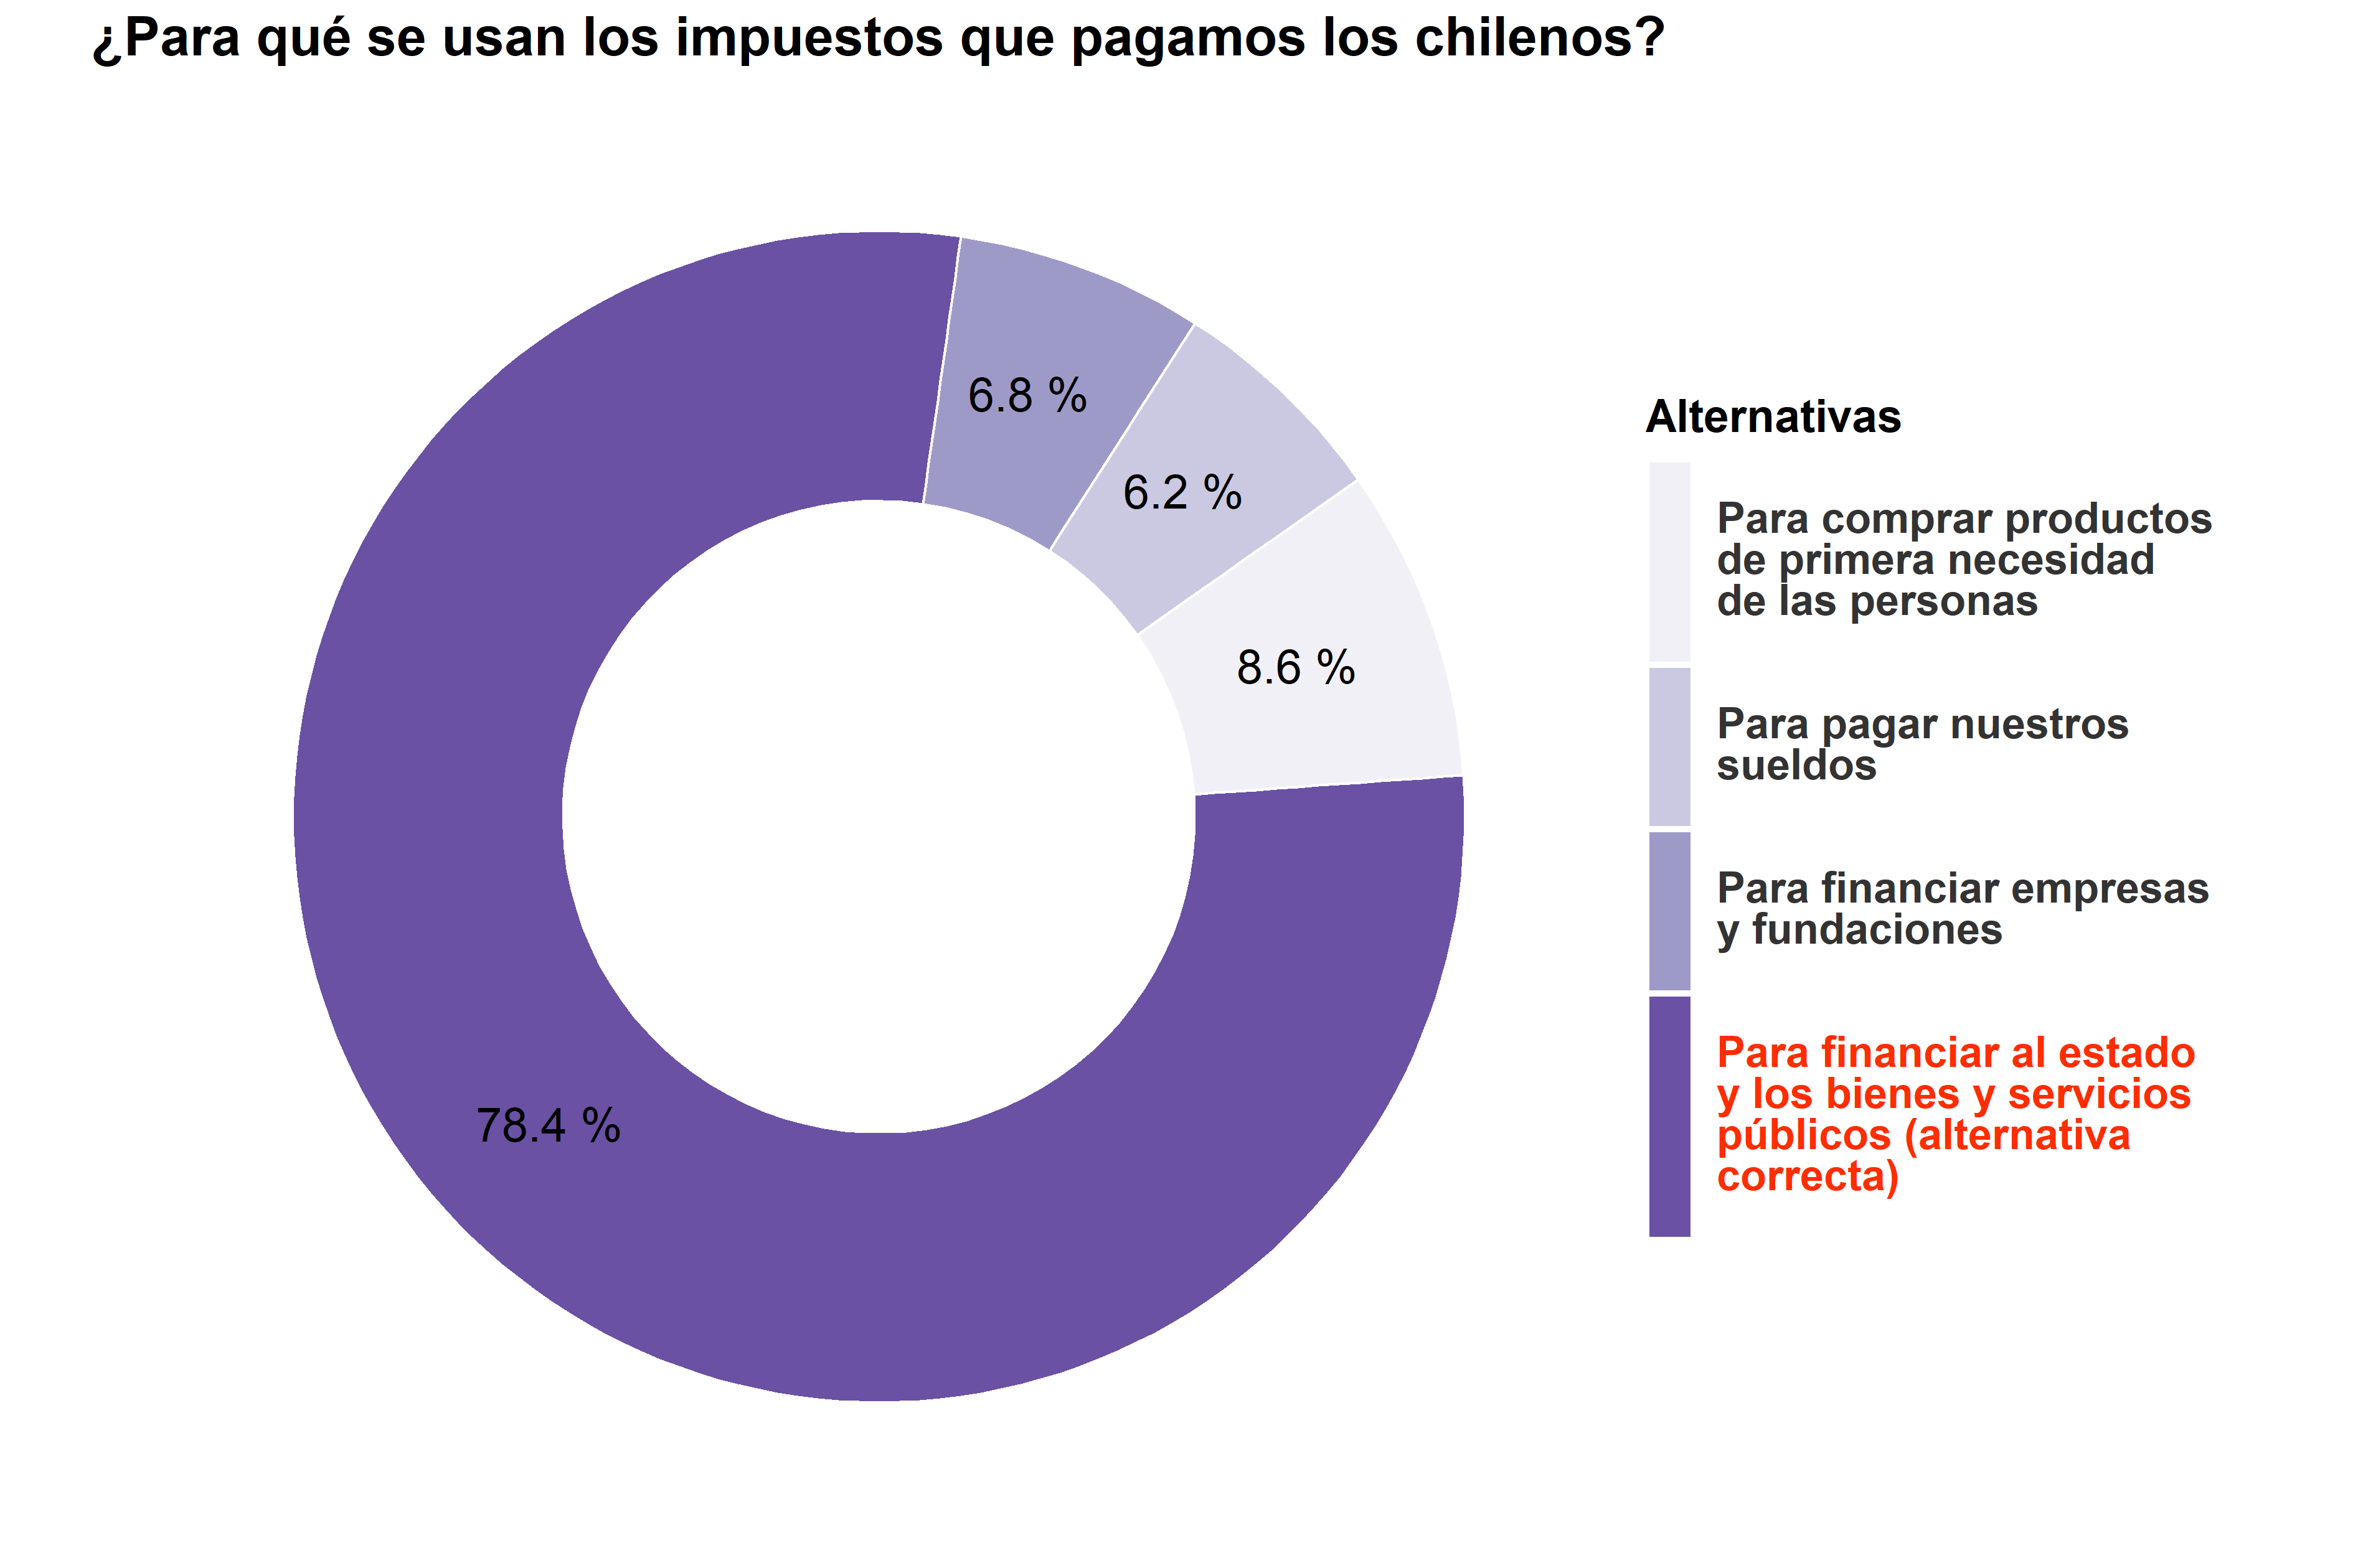 ¿Para qué se usan los impuestos que pagamos los chilenos?
6.8 %
6.2 %
8.6 %
78.4 %
Alternativas
Para comprar productos
de primera necesidad
de las personas
Para pagar nuestros
sueldos
Para financiar empresas
y fundaciones
Para financiar al estado
y los bienes y servicios
públicos (alternativa
correcta)